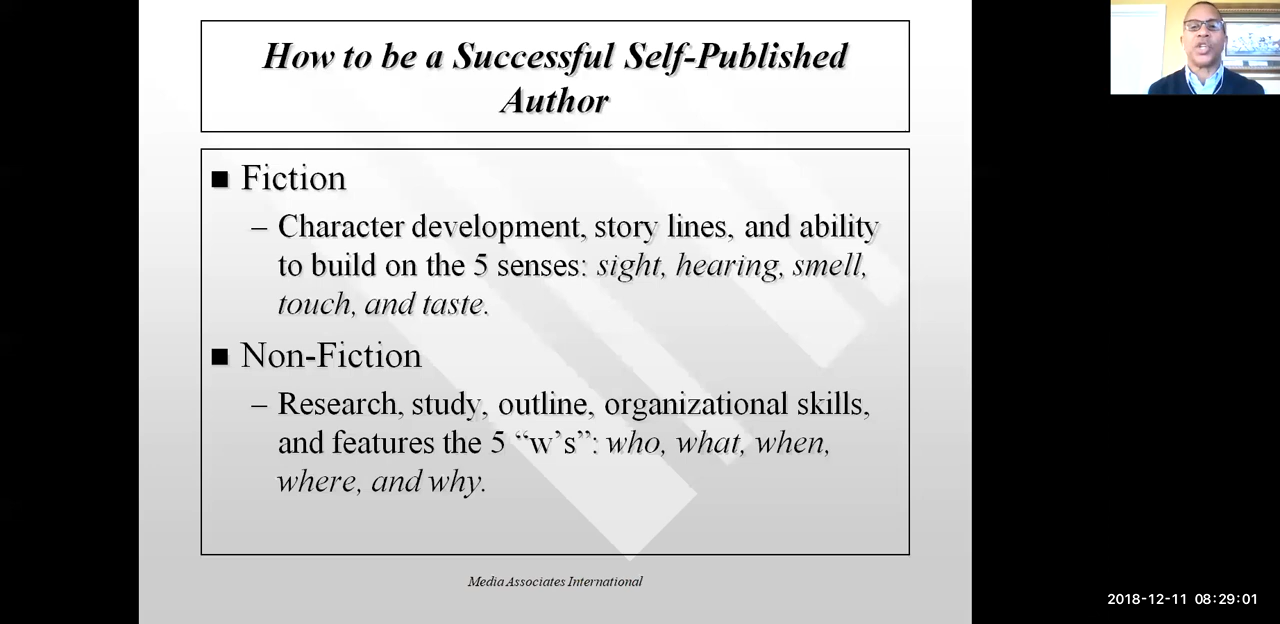 How to be a Successful Self-Published
Author
■ Fiction
– Character development, story lines, and ability
to build on the 5 senses: sight, hearing, smell,
touch, and taste.
■ Non-Fiction
– Research, study, outline, organizational skills,
and features the 5 “w’s”: who, what, when,
where, and why.
Media Associates International
2018-12-11 08:29:01